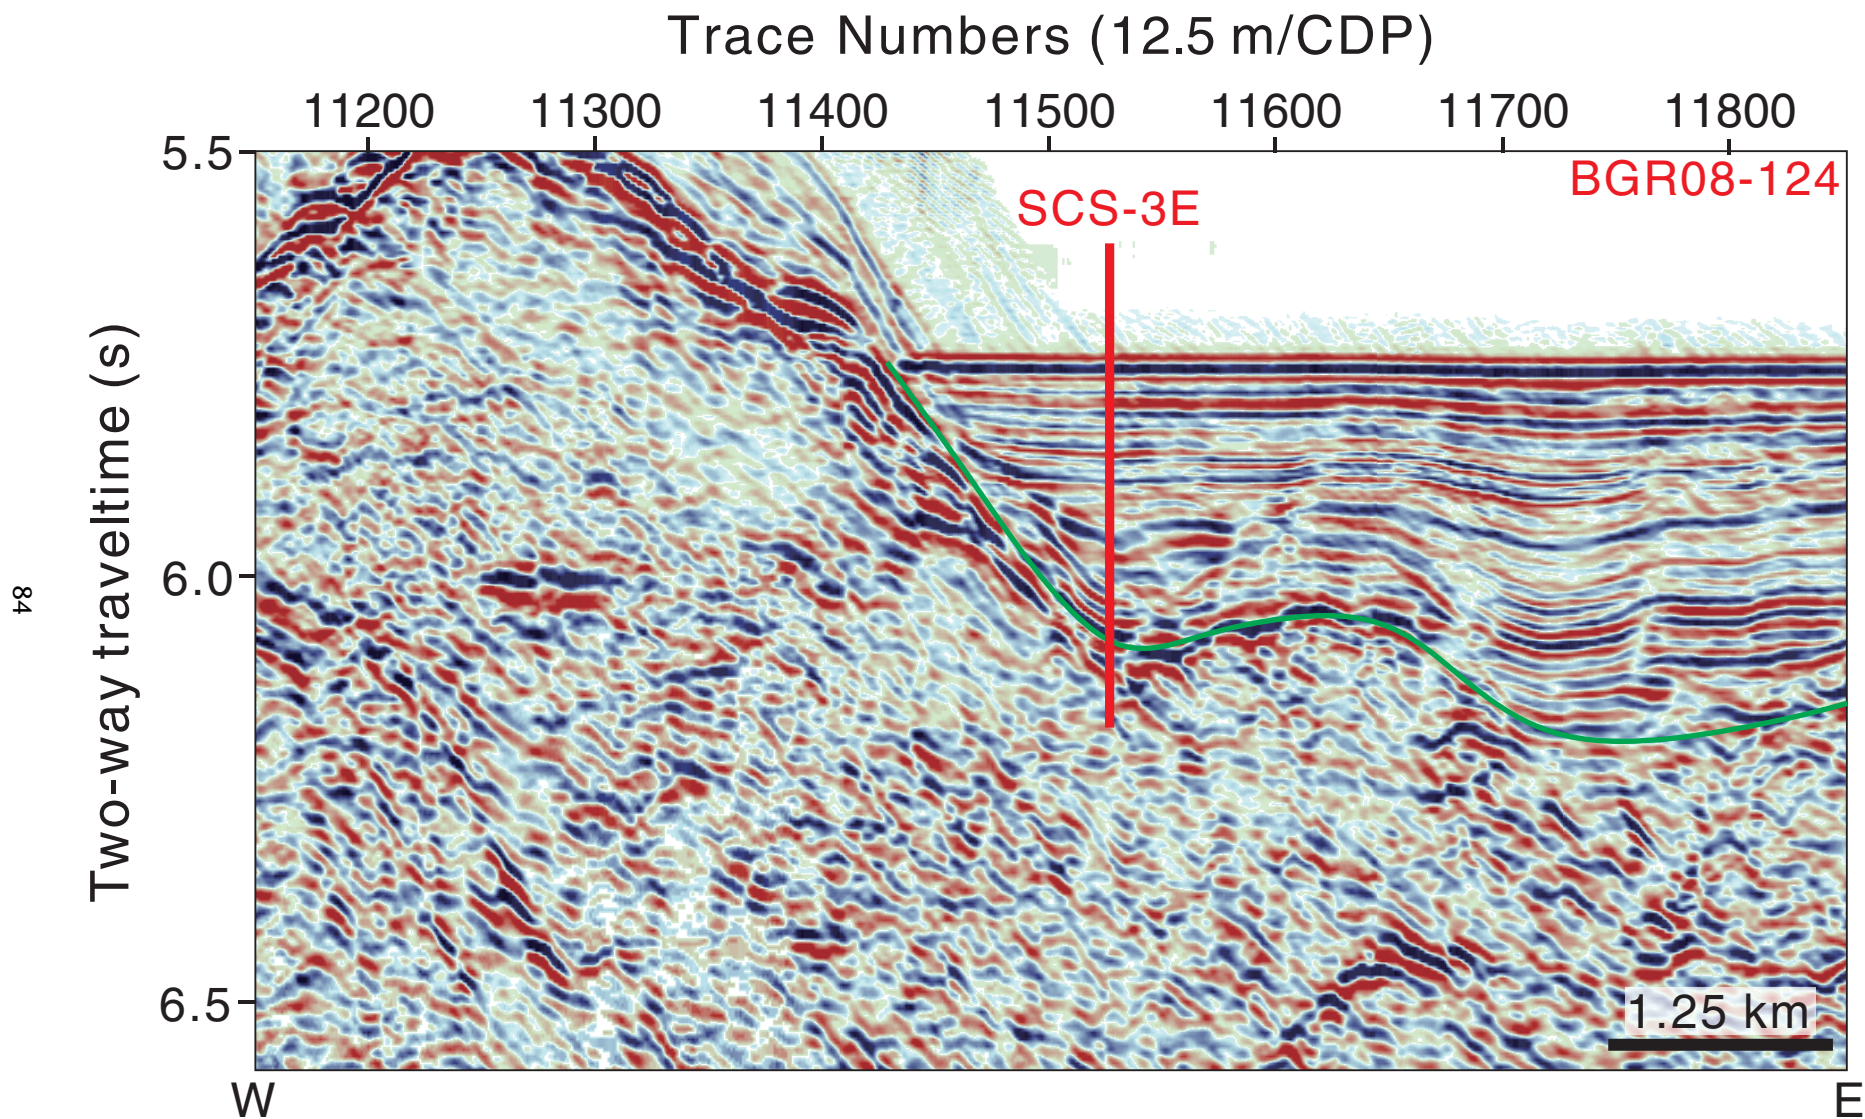 Trace Numbers (12.5 m/CDP)
11200 11300 11400 11500 11600 11700 11800
5.5
BGR08-124
SCS-3E
Two-way traveltime (s)
6.0
84
6.5
1.25 km
W E